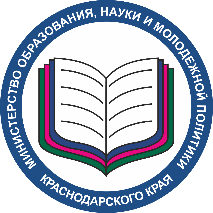 МИНИСТЕРСТВО ОБРАЗОВАНИЯ, НАУКИ И МОЛОДЕЖНОЙ ПОЛИТИКИ
КРАСНОДАРСКОГО КРАЯ